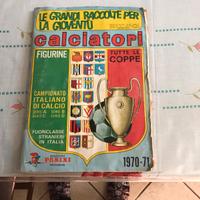 LE GRANDI RACCOLTE PER
LA GIOVENTÙ
calciatori
FIGURINE
TUTTE LE
COPPE
CAMPIONATO
ITALIANO
DI CALCIO
FUORICLASSE
STRANIERI
IN ITALIA
PANINI
1970-71